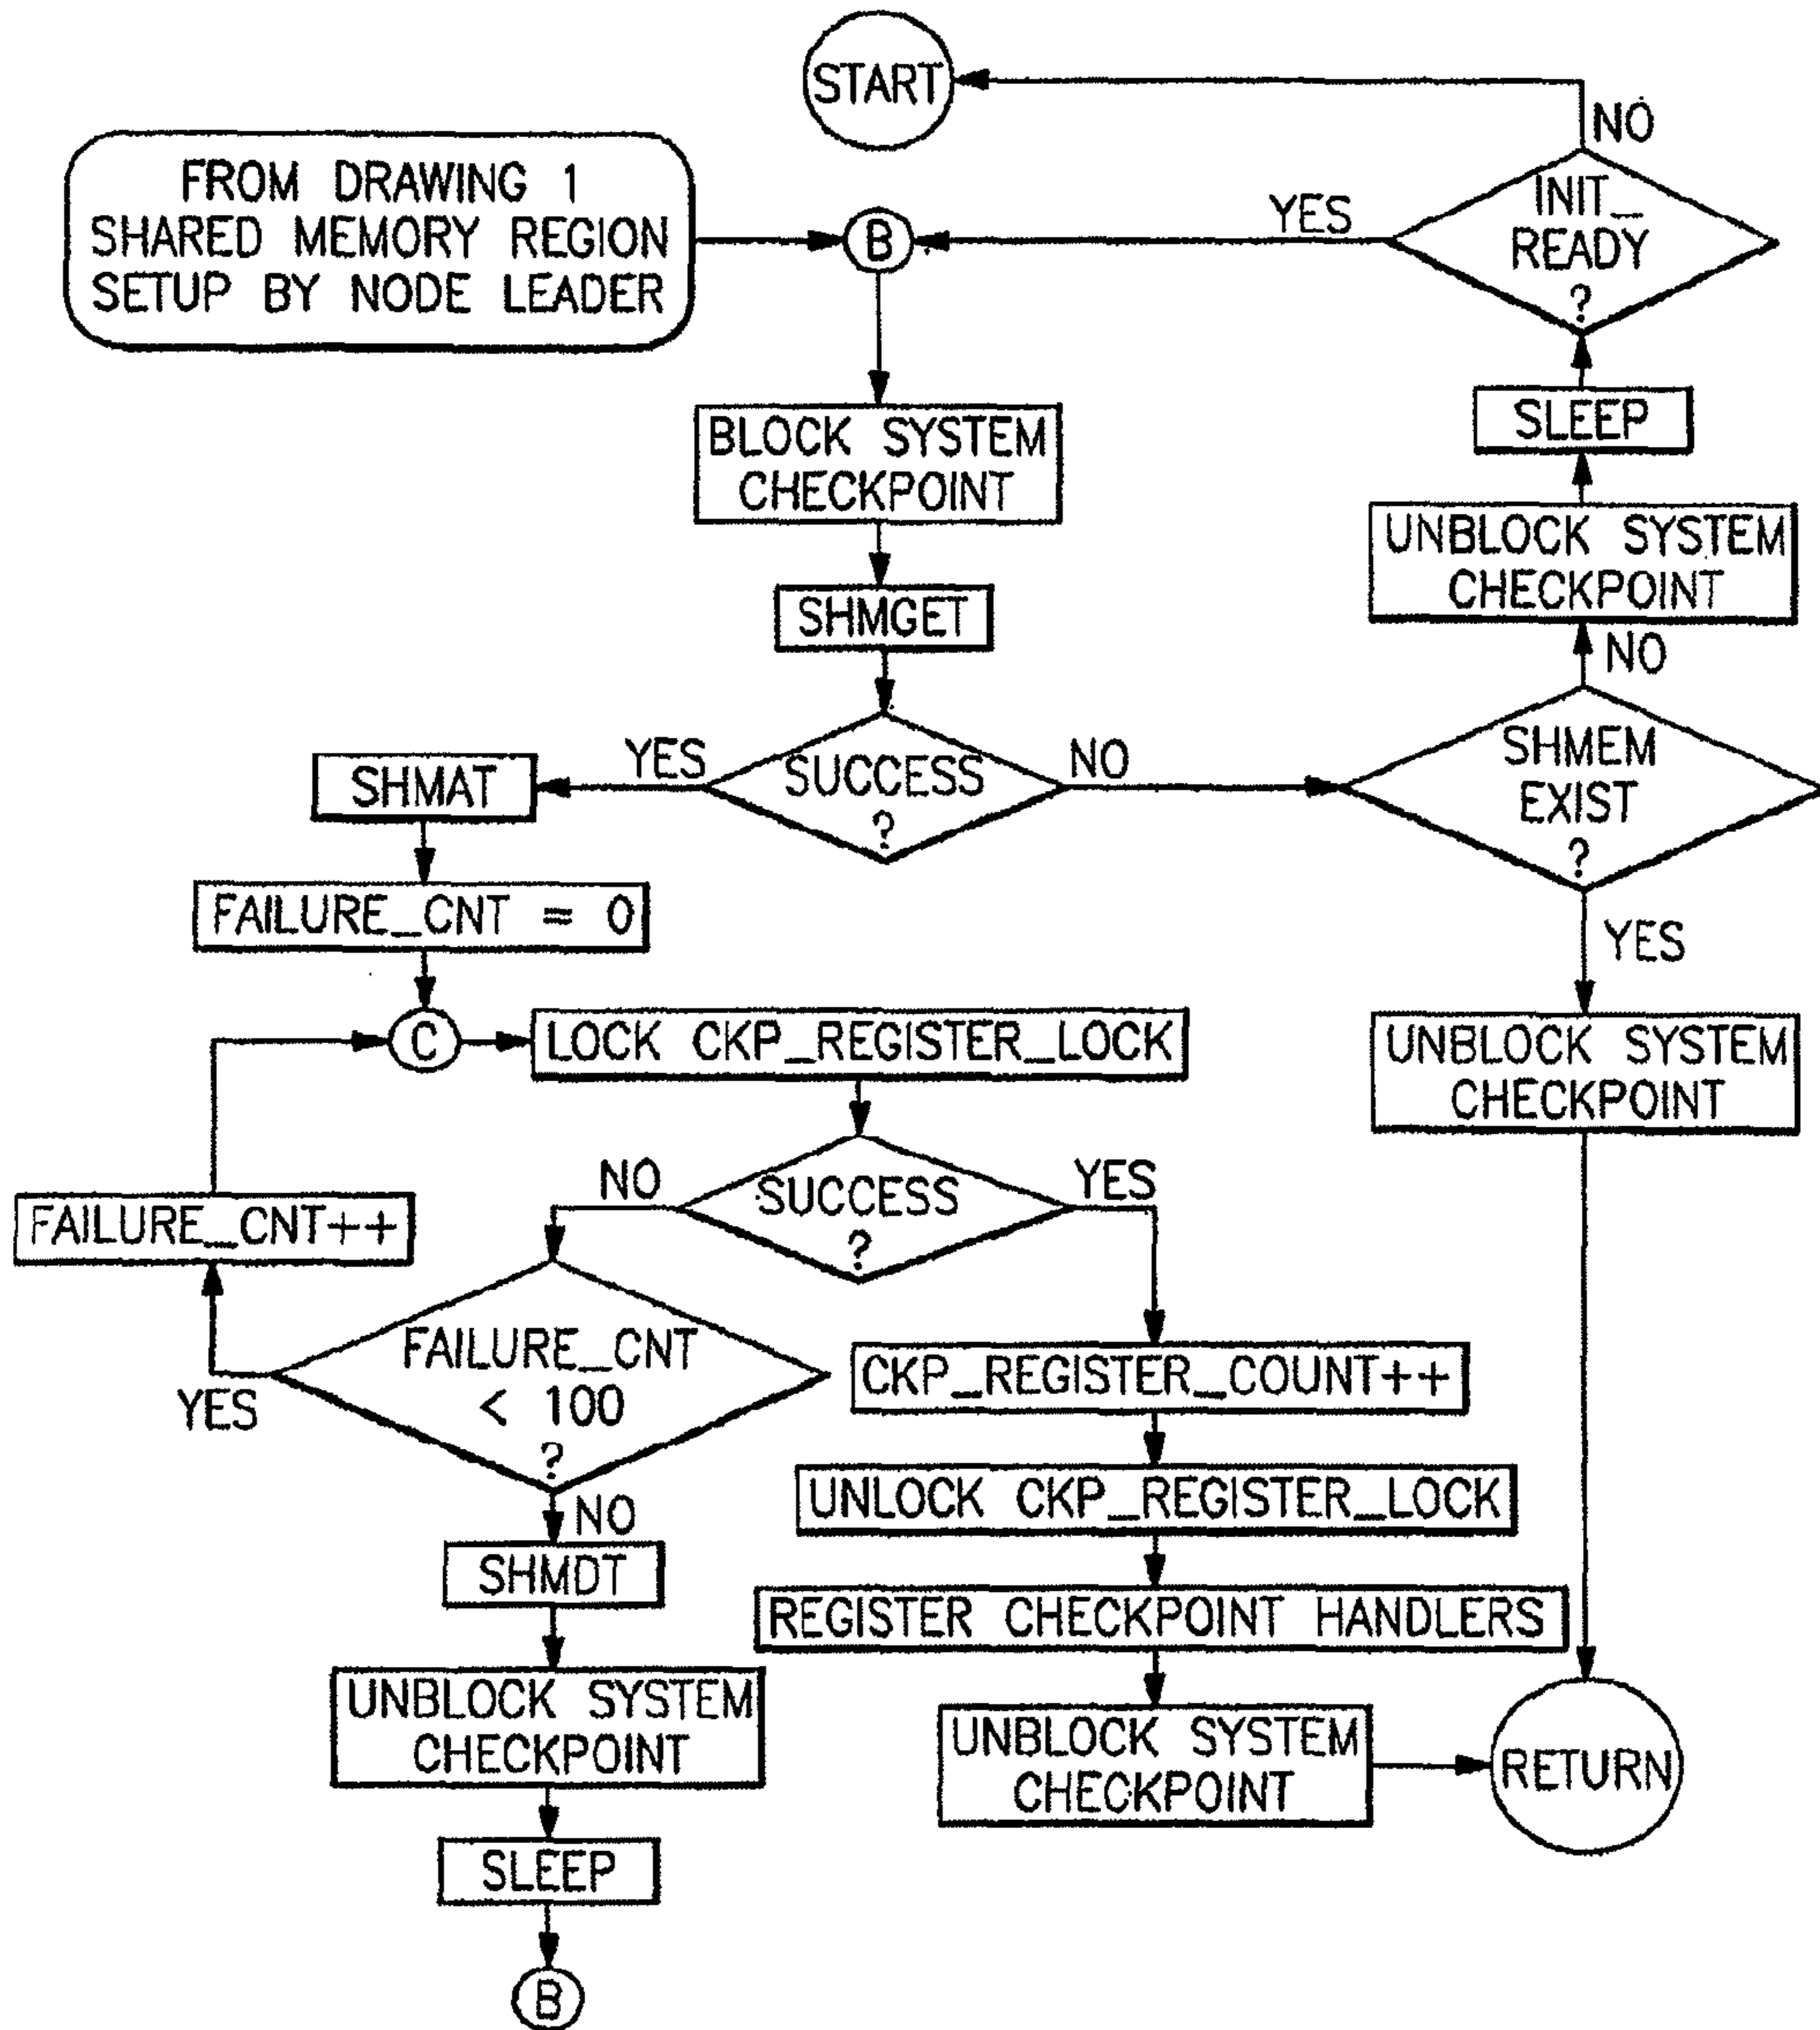 START
NO
FROM DRAWING 1
SHARED MEMORY REGION
SETUP BY NODE LEADER
B
YES
INIT_
READY
?
SLEEP
BLOCK SYSTEM
CHECKPOINT
UNBLOCK SYSTEM
CHECKPOINT
SHMGET
NO
SHMAT
YES
SUCCESS
?
NO
SHMEM
EXIST
?
FAILURE_CNT = 0
YES
C
LOCK CKP_REGISTER_LOCK
UNBLOCK SYSTEM
CHECKPOINT
FAILURE_CNT++
NO
SUCCESS
?
YES
FAILURE_CNT
< 100
?
YES
CKP_REGISTER_COUNT++
UNLOCK CKP_REGISTER_LOCK
NO
SHMDT
REGISTER CHECKPOINT HANDLERS
UNBLOCK SYSTEM
CHECKPOINT
UNBLOCK SYSTEM
CHECKPOINT
RETURN
SLEEP
B